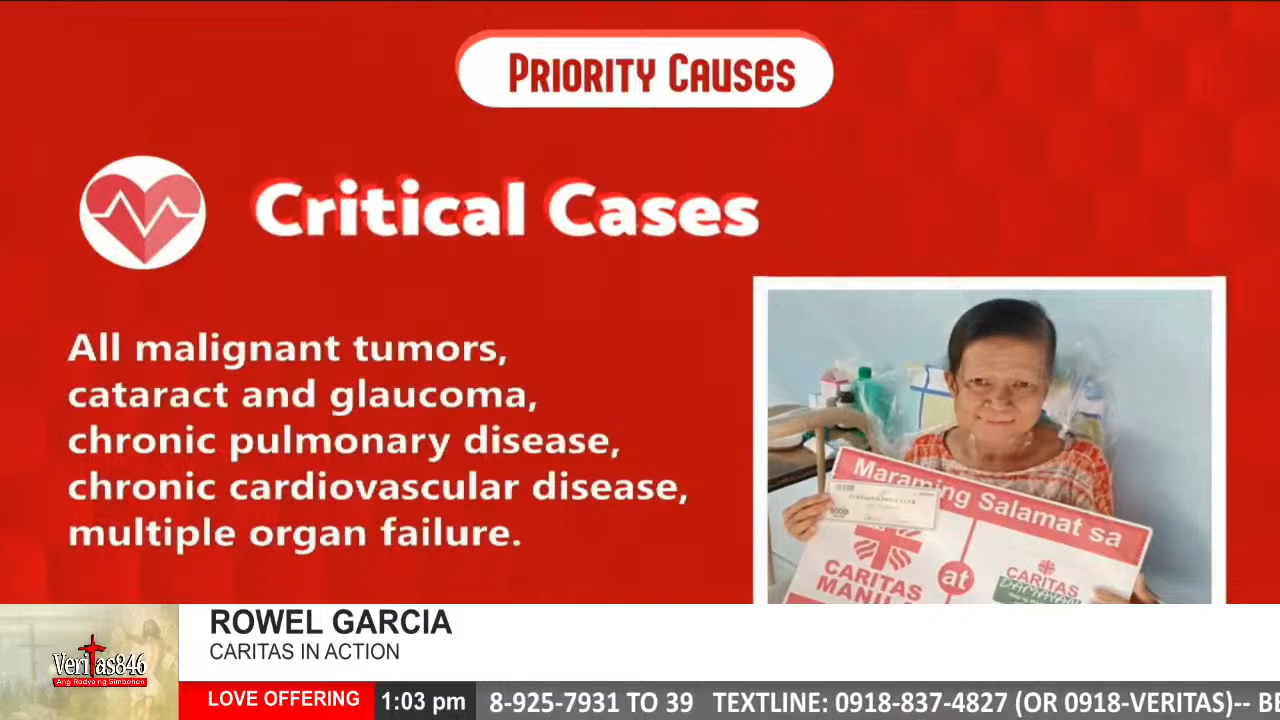 PRIORITY CAUSES
Critical Cases
All malignant tumors,
cataract and glaucoma,
chronic pulmonary disease,
chronic cardiovascular disease,
multiple organ failure.
Maraming Salamat sa
CARITAS
MANILA
at
CARITAS
DAMAYAN
ROWEL GARCIA
CARITAS IN ACTION
Veritas846
Ang Radyo ng Simbahan
LOVE OFFERING
1:03 pm
8-925-7931 TO 39 TEXTLINE: 0918-837-4827 (OR 0918-VERITAS)-- BE